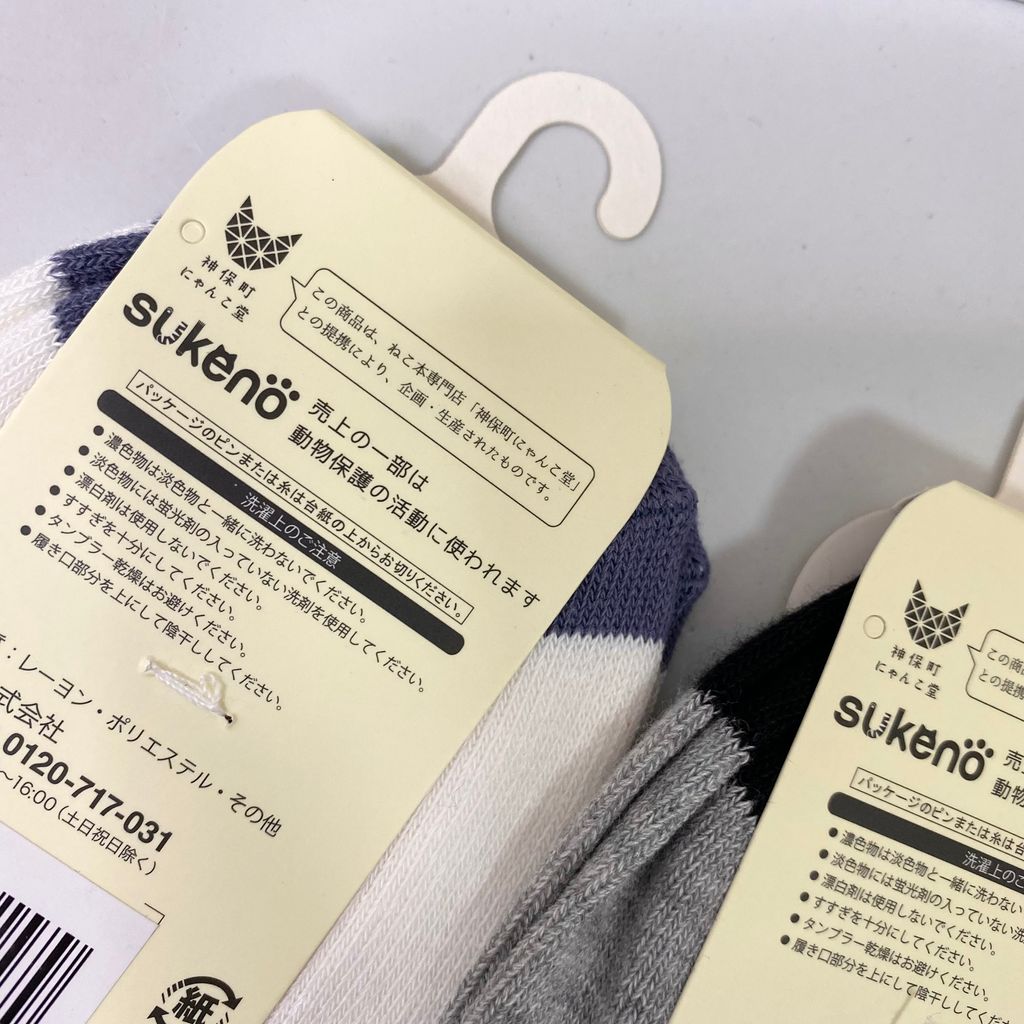 神保町
にゃんこ堂
この商品は、ねこ本専門店「神保町にゃんこ堂」
との提携により、企画・生産されたものです。
sukeno
売上の一部は
動物保護の活動に使われます
パッケージのピンまたは糸は台紙の上からお切りください。
洗濯上のご注意
●濃色物は淡色物と一緒に洗わないでください。
●淡色物には蛍光剤の入っていない洗剤を使用してください。
●漂白剤は使用しないでください。
●すすぎを十分にしてください。
●タンブラー乾燥はお避けください。
●履き口部分を上にして陰干ししてください。
：レーヨン・ポリエステル・その他
式会社
0120-717-031
～16:00（土日祝日除く）
紙
神保町
にゃんこ堂
この商
との提携
sukeno
売上
動物
パッケージのピンまたは糸は台
洗濯上のご
●濃色物は淡色物と一緒に洗わない
●淡色物には蛍光剤の入っていない洗
●漂白剤は使用しないでください。
●すすぎを十分にしてください。
●タンブラー乾燥はお避けください。
●履き口部分を上にして陰干ししてくだ